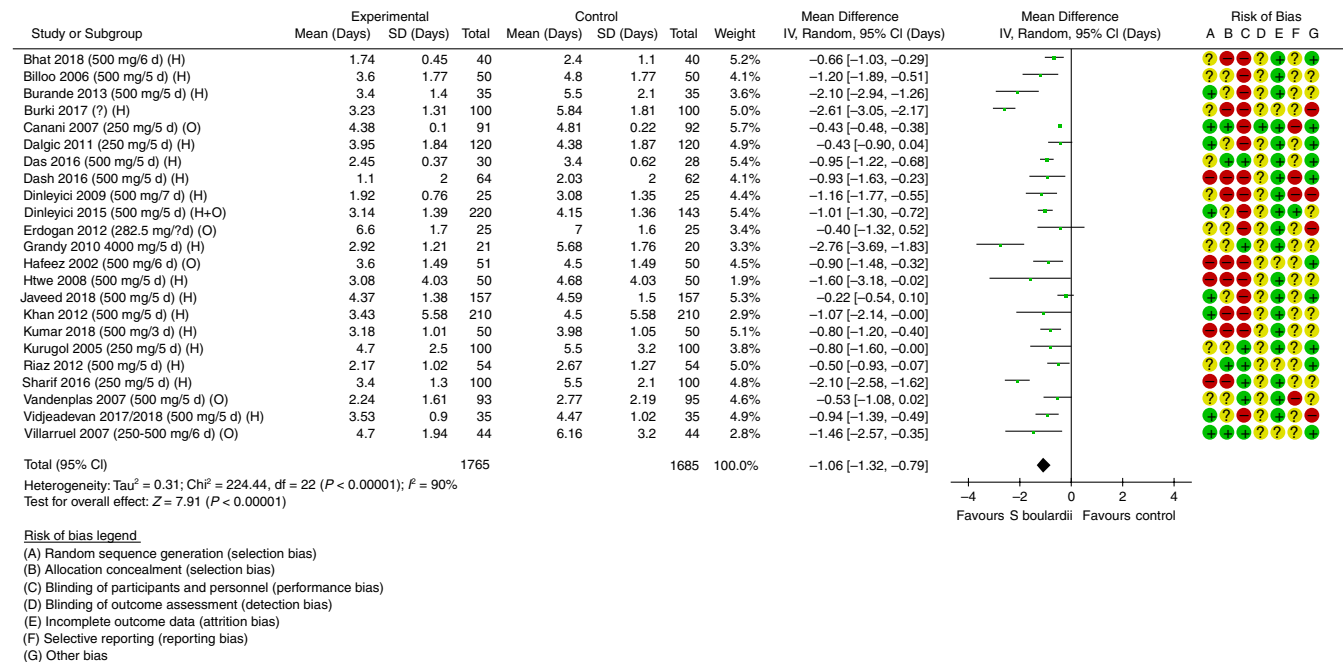 Experimental Control Mean Difference Mean Difference Risk of Bias
Study or Subgroup Mean (Days) SD (Days) Total Mean (Days) SD (Days) Total Weight IV, Random, 95% CI (Days) IV, Random, 95% CI (Days) A B C D E F G
Bhat 2018 (500 mg/6 d) (H) 1.74 0.45 40 2.4 1.1 40 5.2% −0.66 [−1.03, −0.29] ? − − ? + ? +
Billoo 2006 (500 mg/5 d) (H) 3.6 1.77 50 4.8 1.77 50 4.1% −1.20 [−1.89, −0.51] ? ? − ? + ? +
Burande 2013 (500 mg/5 d) (H) 3.4 1.4 35 5.5 2.1 35 3.6% −2.10 [−2.94, −1.26] + ? − ? + ? +
Burki 2017 (?) (H) 3.23 1.31 100 5.84 1.81 100 5.0% −2.61 [−3.05, −2.17] ? − − ? ? ? −
Canani 2007 (250 mg/5 d) (O) 4.38 0.1 91 4.81 0.22 92 5.7% −0.43 [−0.48, −0.38] + + − + + − +
Dalgic 2011 (250 mg/5 d) (H) 3.95 1.84 120 4.38 1.87 120 4.9% −0.43 [−0.90, 0.04] + ? − ? + ? ?
Das 2016 (500 mg/5 d) (H) 2.45 0.37 30 3.4 0.62 28 5.4% −0.95 [−1.22, −0.68] ? + + ? + ? +
Dash 2016 (500 mg/5 d) (H) 1.1 2 64 2.03 2 62 4.1% −0.93 [−1.63, −0.23] − − − ? + − +
Dinleyici 2009 (500 mg/7 d) (H) 1.92 0.76 25 3.08 1.35 25 4.4% −1.16 [−1.77, −0.55] ? − − ? + − −
Dinleyici 2015 (500 mg/5 d) (H+O) 3.14 1.39 220 4.15 1.36 143 5.4% −1.01 [−1.30, −0.72] + ? − ? + + ?
Erdogan 2012 (282.5 mg/?d) (O) 6.6 1.7 25 7 1.6 25 3.4% −0.40 [−1.32, 0.52] ? ? − ? + ? −
Grandy 2010 4000 mg/5 d) (H) 2.92 1.21 21 5.68 1.76 20 3.4% −2.76 [−3.69, −1.83] ? ? + ? + ? ?
Hafeez 2002 (500 mg/6 d) (O) 3.6 1.49 51 4.5 1.49 50 4.5% −0.90 [−1.48, −0.32] − − − ? ? ? +
Htwe 2008 (500 mg/5 d) (H) 3.08 4.03 50 4.68 4.03 50 1.8% −1.60 [−3.18, −0.02] − − − ? + ? ?
Javeed 2018 (500 mg/5 d) (H) 4.37 1.38 157 4.59 1.5 157 5.3% −0.22 [−0.54, 0.10] + ? − ? + ? +
Khan 2012 (500 mg/5 d) (H) 3.43 5.58 210 4.5 5.58 210 2.9% −1.07 [−2.14, −0.00] + − − ? + ? +
Kumar 2018 (500 mg/3 d) (H) 3.18 1.01 50 3.98 1.05 50 5.1% −0.80 [−1.20, −0.40] − − − ? + ? ?
Kurugol 2005 (250 mg/5 d) (H) 4.7 2.5 100 5.5 3.2 100 3.8% −0.80 [−1.60, −0.00] ? ? + ? + ? +
Riaz 2012 (500 mg/5 d) (H) 2.17 1.02 54 2.67 1.27 54 5.0% −0.50 [−0.93, −0.07] + ? + ? ? ? +
Sharif 2016 (250 mg/5 d) (H) 3.4 1.3 100 5.5 2.1 100 4.9% −2.10 [−2.58, −1.62] − − + ? + ? ?
Vandenplas 2007 (500 mg/5 d) (O) 2.24 1.61 93 2.77 2.19 95 4.6% −0.53 [−1.08, 0.02] ? ? + ? + − ?
Vidjeadevan 2017/2018 (500 mg/5 d) (H) 3.53 0.9 35 4.47 1.02 35 4.9% −0.94 [−1.39, −0.49] + ? − ? + ? −
Villarruel 2007 (250-500 mg/6 d) (O) 4.7 1.94 44 6.16 3.2 44 2.8% −1.46 [−2.57, −0.35] + + + ? ? ? +
Total (95% CI) 1765 1685 100.0% −1.06 [−1.32, −0.79]
Heterogeneity: Tau² = 0.31; Chi² = 224.44, df = 22 (P < 0.00001); I² = 90%
Test for overall effect: Z = 7.91 (P < 0.00001)
−4 −2 0 2 4
Favours S boulardii Favours control
Risk of bias legend
(A) Random sequence generation (selection bias)
(B) Allocation concealment (selection bias)
(C) Blinding of participants and personnel (performance bias)
(D) Blinding of outcome assessment (detection bias)
(E) Incomplete outcome data (attrition bias)
(F) Selective reporting (reporting bias)
(G) Other bias